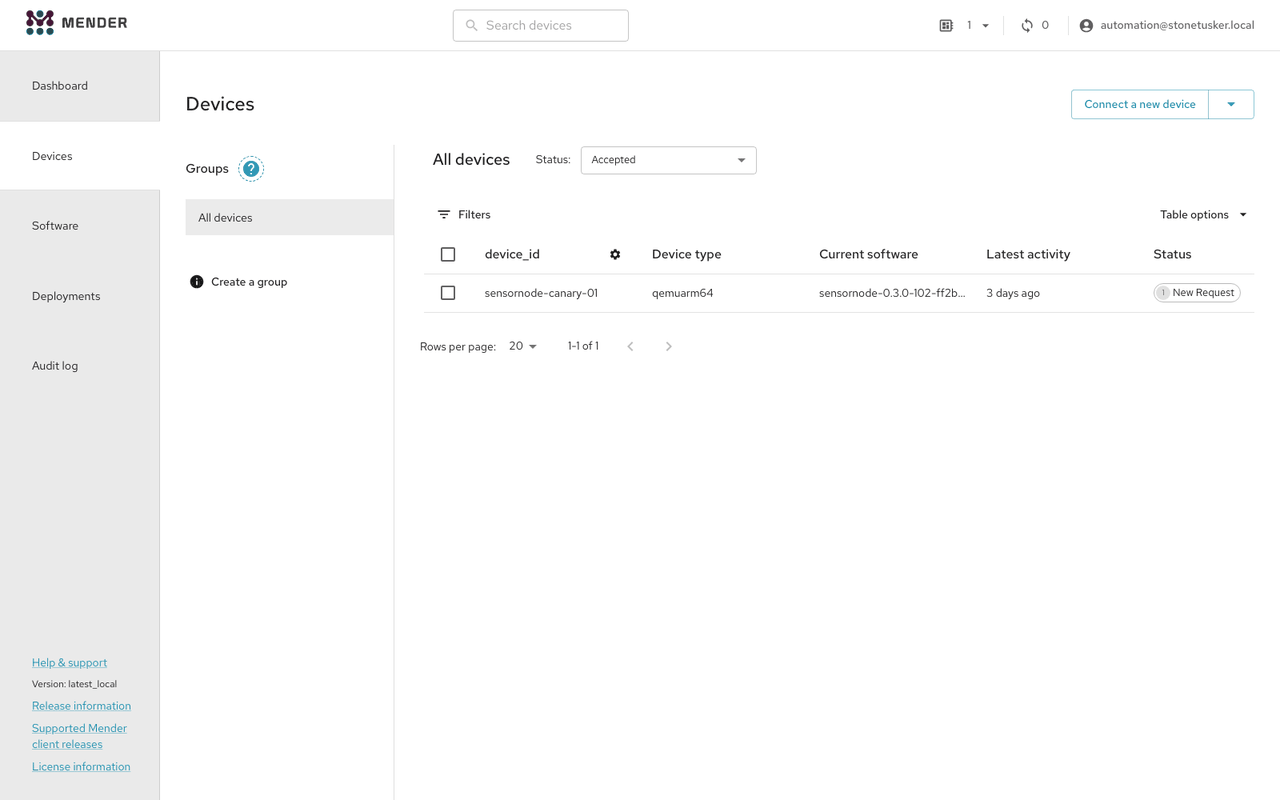 MENDER
Search devices
1
0
automation@stonetusker.local
Dashboard
Devices
Software
Deployments
Audit log
Help & support
Version: latest_local
Release information
Supported Mender
client releases
License information
Devices
Connect a new device
Groups ?
All devices
Create a group
All devices Status: Accepted
Filters
Table options
device_id Device type Current software Latest activity Status
sensornode-canary-01 qemuarm64 sensornode-0.3.0-102-ff2b... 3 days ago 1 New Request
Rows per page: 20 1-1 of 1